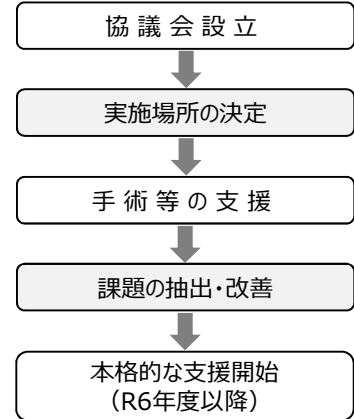 協 議 会 設 立
実施場所の決定
手 術 等 の 支 援
課題の抽出・改善
本格的な支援開始
（R6年度以降）